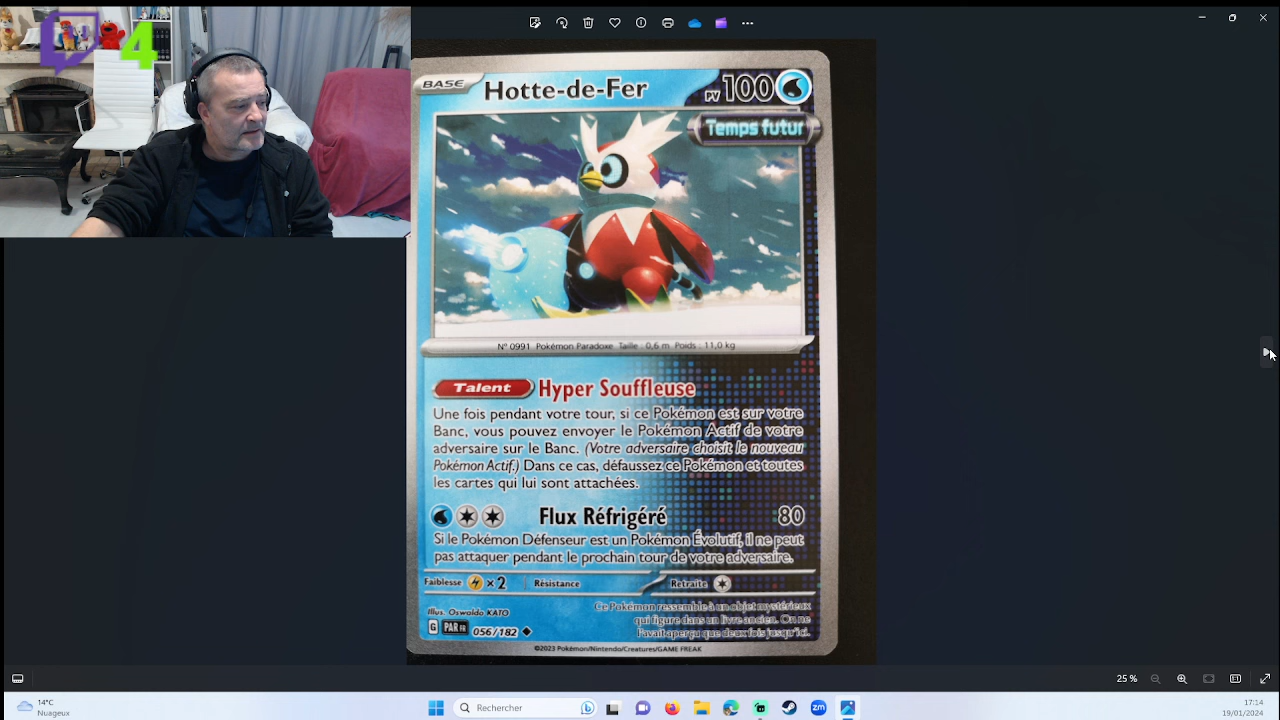 4
BASE Hotte-de-Fer PV 100
Temps futur
N° 0991 Pokémon Paradoxe Taille : 0,6 m Poids : 11,0 kg
Talent Hyper Souffleuse
Une fois pendant votre tour, si ce Pokémon est sur votre
Banc, vous pouvez envoyer le Pokémon Actif de votre
adversaire sur le Banc. (Votre adversaire choisit le nouveau
Pokémon Actif.) Dans ce cas, défaussez ce Pokémon et toutes
les cartes qui lui sont attachées.
Flux Réfrigéré 80
Si le Pokémon Défenseur est un Pokémon Évolutif, il ne peut
pas attaquer pendant le prochain tour de votre adversaire.
Faiblesse ×2 Résistance Retraite
Illus. Oswaldo KATO
G PAR FR 056/182
Ce Pokémon ressemble à un objet mystérieux
qui figure dans un livre ancien. On ne
l'avait aperçu que deux fois jusqu'ici.
©2023 Pokémon/Nintendo/Creatures/GAME FREAK
25 %
14°C
Nuageux
Rechercher
zm
17:14
19/01/2024